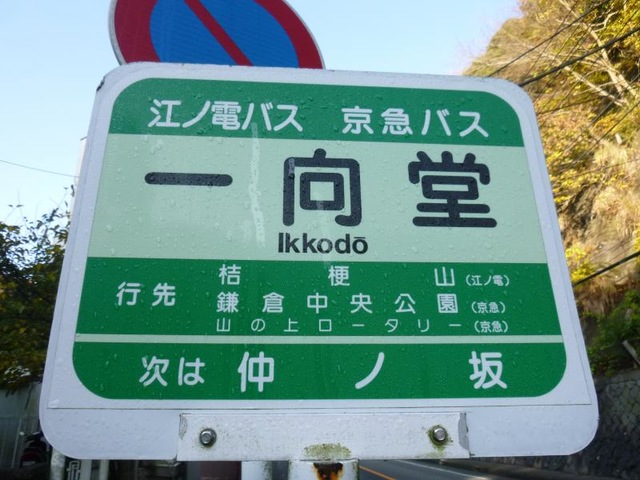 江ノ電バス 京急バス
一向堂
Ikkodō
行先 桔梗山(江ノ電)
鎌倉中央公園(京急)
山の上ロータリー(京急)
次は 仲ノ坂